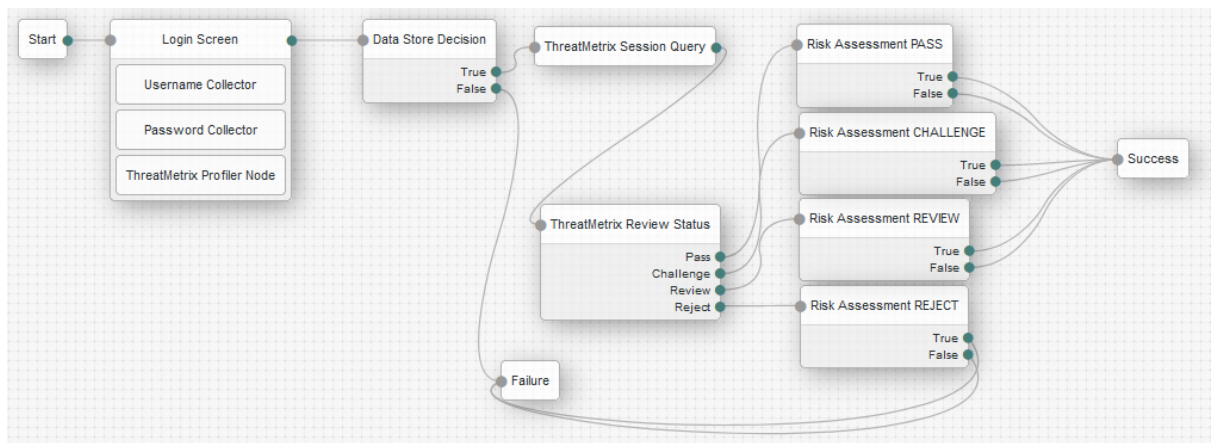 Start
Login Screen
Username Collector
Password Collector
ThreatMetrix Profiler Node
Data Store Decision
True
False
ThreatMetrix Session Query
ThreatMetrix Review Status
Pass
Challenge
Review
Reject
Failure
Risk Assessment PASS
True
False
Risk Assessment CHALLENGE
True
False
Risk Assessment REVIEW
True
False
Risk Assessment REJECT
True
False
Success